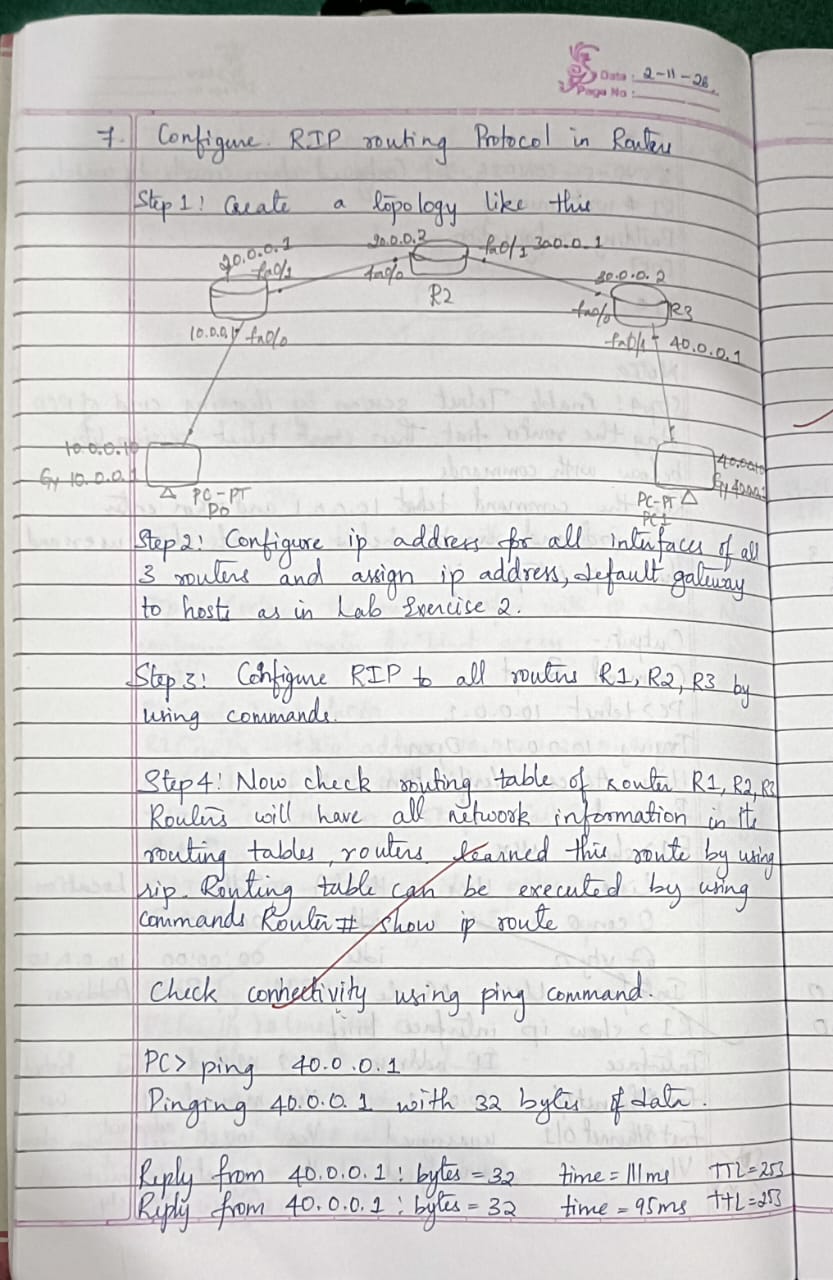 Date: 2-11-26
Page No:
7. Configure RIP routing Protocol in Routers
Step 1: Create a topology like this
20.0.0.1
fa0/1
20.0.0.2
fa0/0
fa0/1 30.0.0.1
R2
30.0.0.2
fa0/0
R3
10.0.0.1 fa0/0
fa0/1 40.0.0.1
10.0.0.10
Gy 10.0.0.1
PC-PT
P0
40.0.0.10
PC-PT
PC1
Step 2: Configure ip address for all interfaces of all
3 routers and assign ip address, default gateway
to hosts as in Lab Exercise 2.
Step 3: Configure RIP to all routers R1, R2, R3 by
using commands.
Step 4: Now check routing table of router R1, R2, R3
Routers will have all network information in its
routing tables, routers learned this route by using
rip. Routing table can be executed by using
commands Router# show ip route
Check connectivity using ping command.
PC> ping 40.0.0.1
Pinging 40.0.0.1 with 32 bytes of data.
Reply from 40.0.0.1: bytes = 32 time = 111ms TTL=253
Reply from 40.0.0.1: bytes = 32 time = 95ms TTL=253